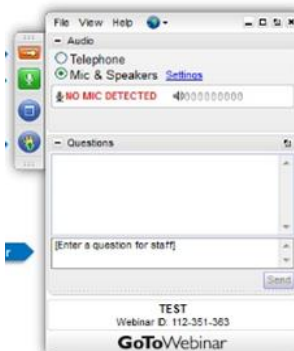 File View Help
Audio
Telephone
Mic & Speakers Settings
NO MIC DETECTED
Questions
[Enter a question for staff]
Send
TEST
Webinar ID: 112-351-363
GoToWebinar
r